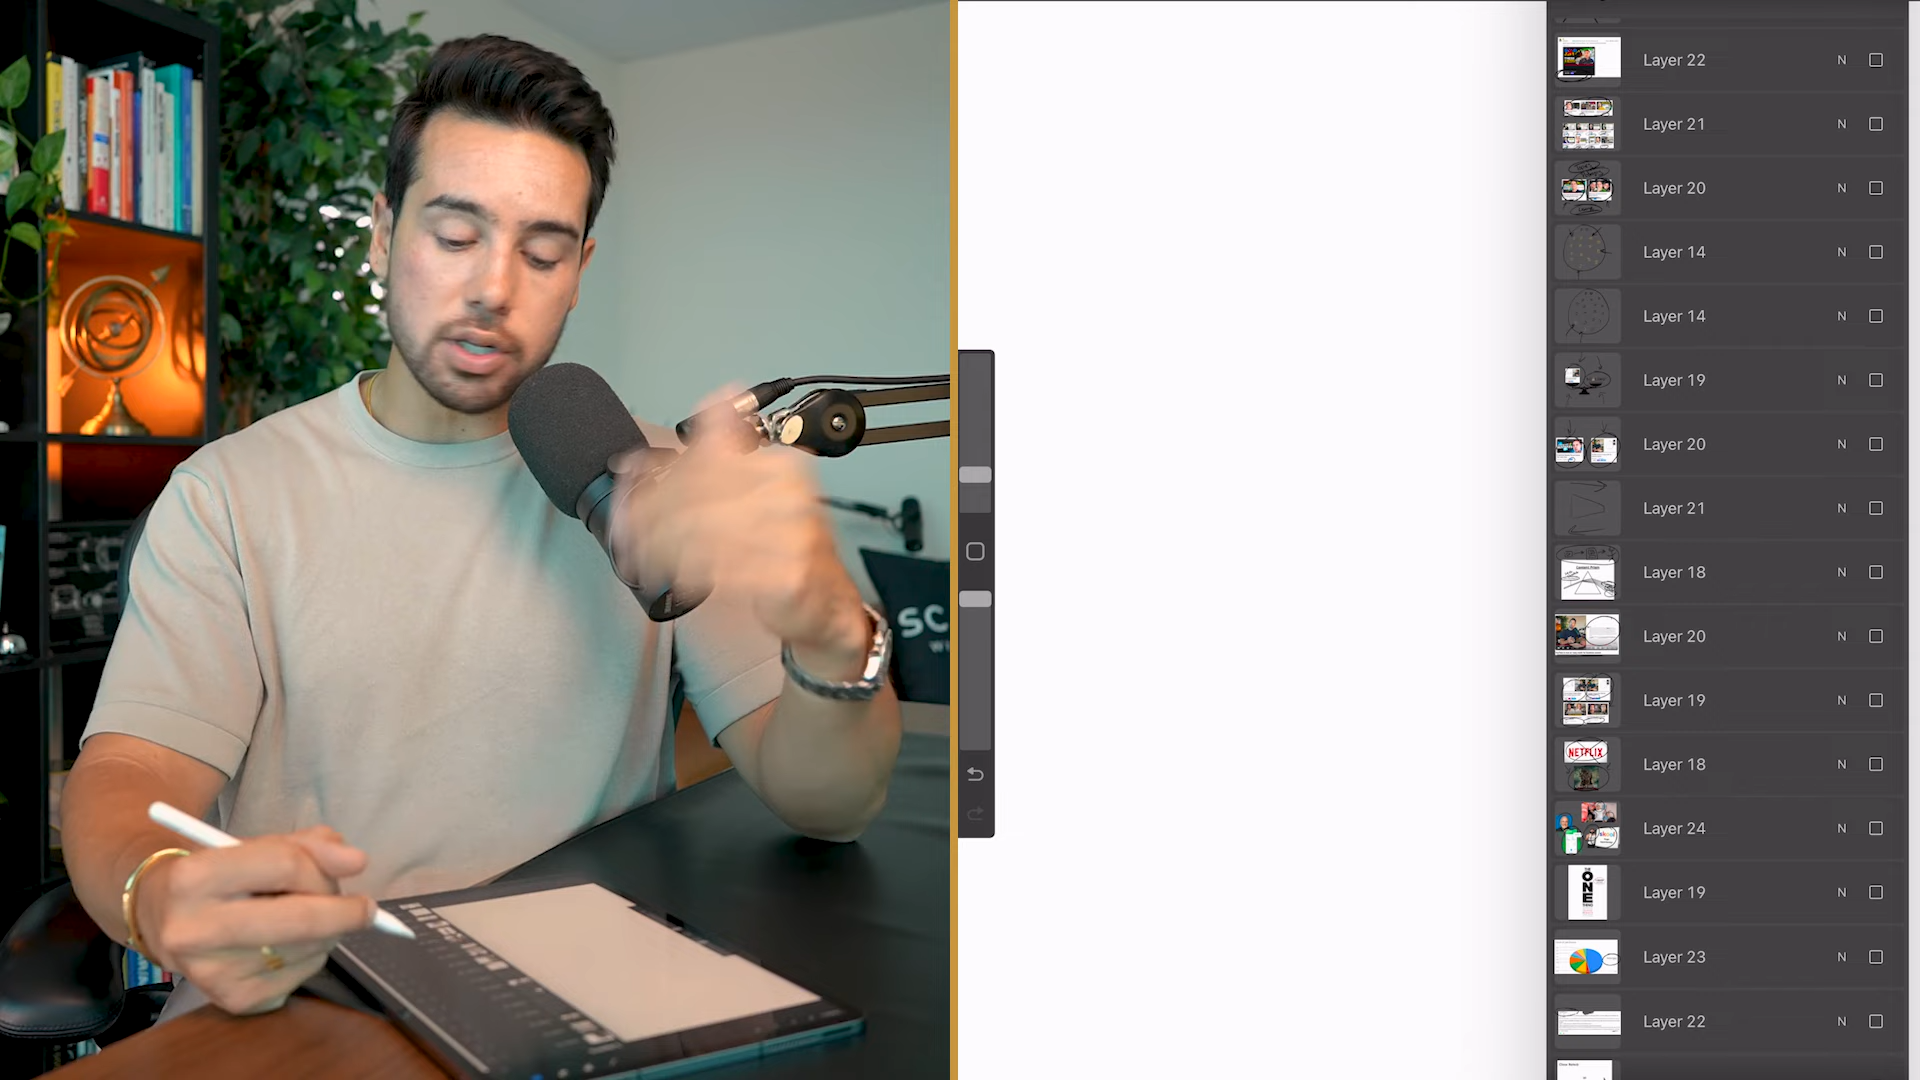 Layer 22 N
Layer 21 N
Layer 20 N
Layer 14 N
Layer 14 N
Layer 19 N
Layer 20 N
Layer 21 N
Layer 18 N
Layer 20 N
Layer 19 N
NETFLIX
Layer 18 N
Layer 24 N
ONE
Layer 19 N
Layer 23 N
Layer 22 N
SC